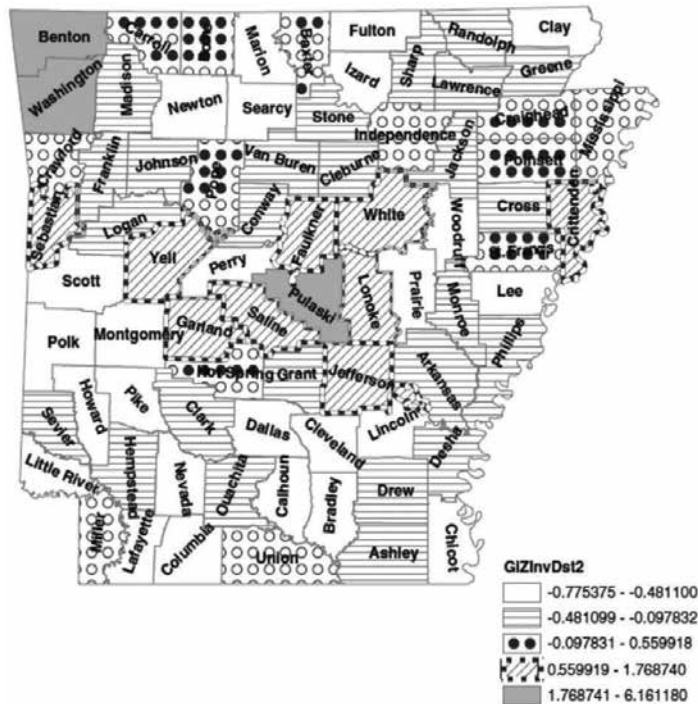 Benton
Carroll
Marion
Baxter
Fulton
Randolph
Clay
Washington
Madison
Newton
Searcy
Izard
Sharp
Lawrence
Greene
Stone
Independence
Jackson
Craighead
Mississippi
Crawford
Franklin
Johnson
Pope
Van Buren
Cleburne
Poinsett
Sebastian
Logan
Conway
Faulkner
White
Woodruff
Cross
Crittenden
Scott
Yell
Perry
Pulaski
Lonoke
Prairie
St. Francis
Lee
Monroe
Polk
Montgomery
Garland
Saline
Phillips
Hot Spring
Grant
Jefferson
Arkansas
Sevier
Howard
Pike
Clark
Dallas
Cleveland
Lincoln
Desha
Little River
Hempstead
Nevada
Ouachita
Calhoun
Bradley
Drew
Miller
Lafayette
Columbia
Union
Ashley
Chicot
GIZInvDst2
-0.775375 - -0.481100
-0.481099 - -0.097832
-0.097831 - 0.559918
0.559919 - 1.768740
1.768741 - 6.161180